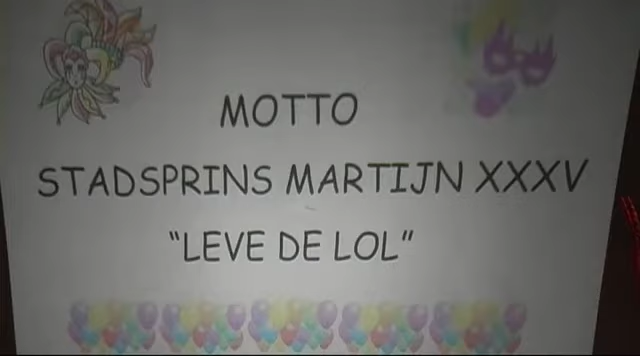 MOTTO
STADSPRINS MARTIJN XXXV
"LEVE DE LOL"